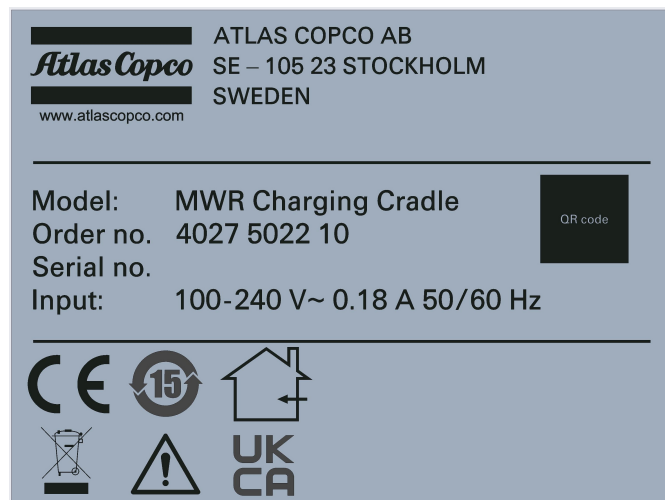 Atlas Copco
www.atlascopco.com
ATLAS COPCO AB
SE – 105 23 STOCKHOLM
SWEDEN
Model: MWR Charging Cradle
Order no. 4027 5022 10
Serial no.
Input: 100-240 V~ 0.18 A 50/60 Hz
QR code
CE
15
UK
CA